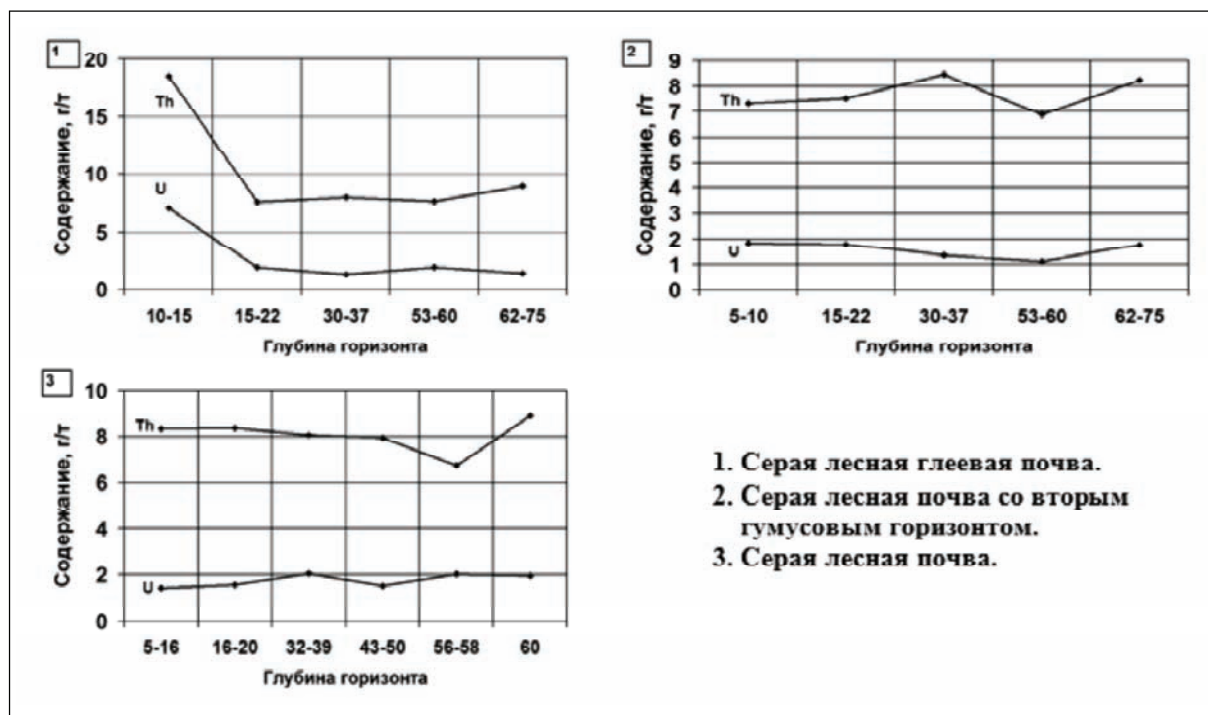 1
20
15
10
5
0
Содержание, г/т
Th
U
10-15 15-22 30-37 53-60 62-75
Глубина горизонта
2
9
8
7
6
5
4
3
2
1
0
Содержание, г/т
Th
U
5-10 15-22 30-37 53-60 62-75
Глубина горизонта
3
10
8
6
4
2
0
Содержание, г/т
Th
U
5-16 16-20 32-39 43-50 56-58 60
Глубина горизонта
1. Серая лесная глеевая почва.
2. Серая лесная почва со вторым
гумусовым горизонтом.
3. Серая лесная почва.